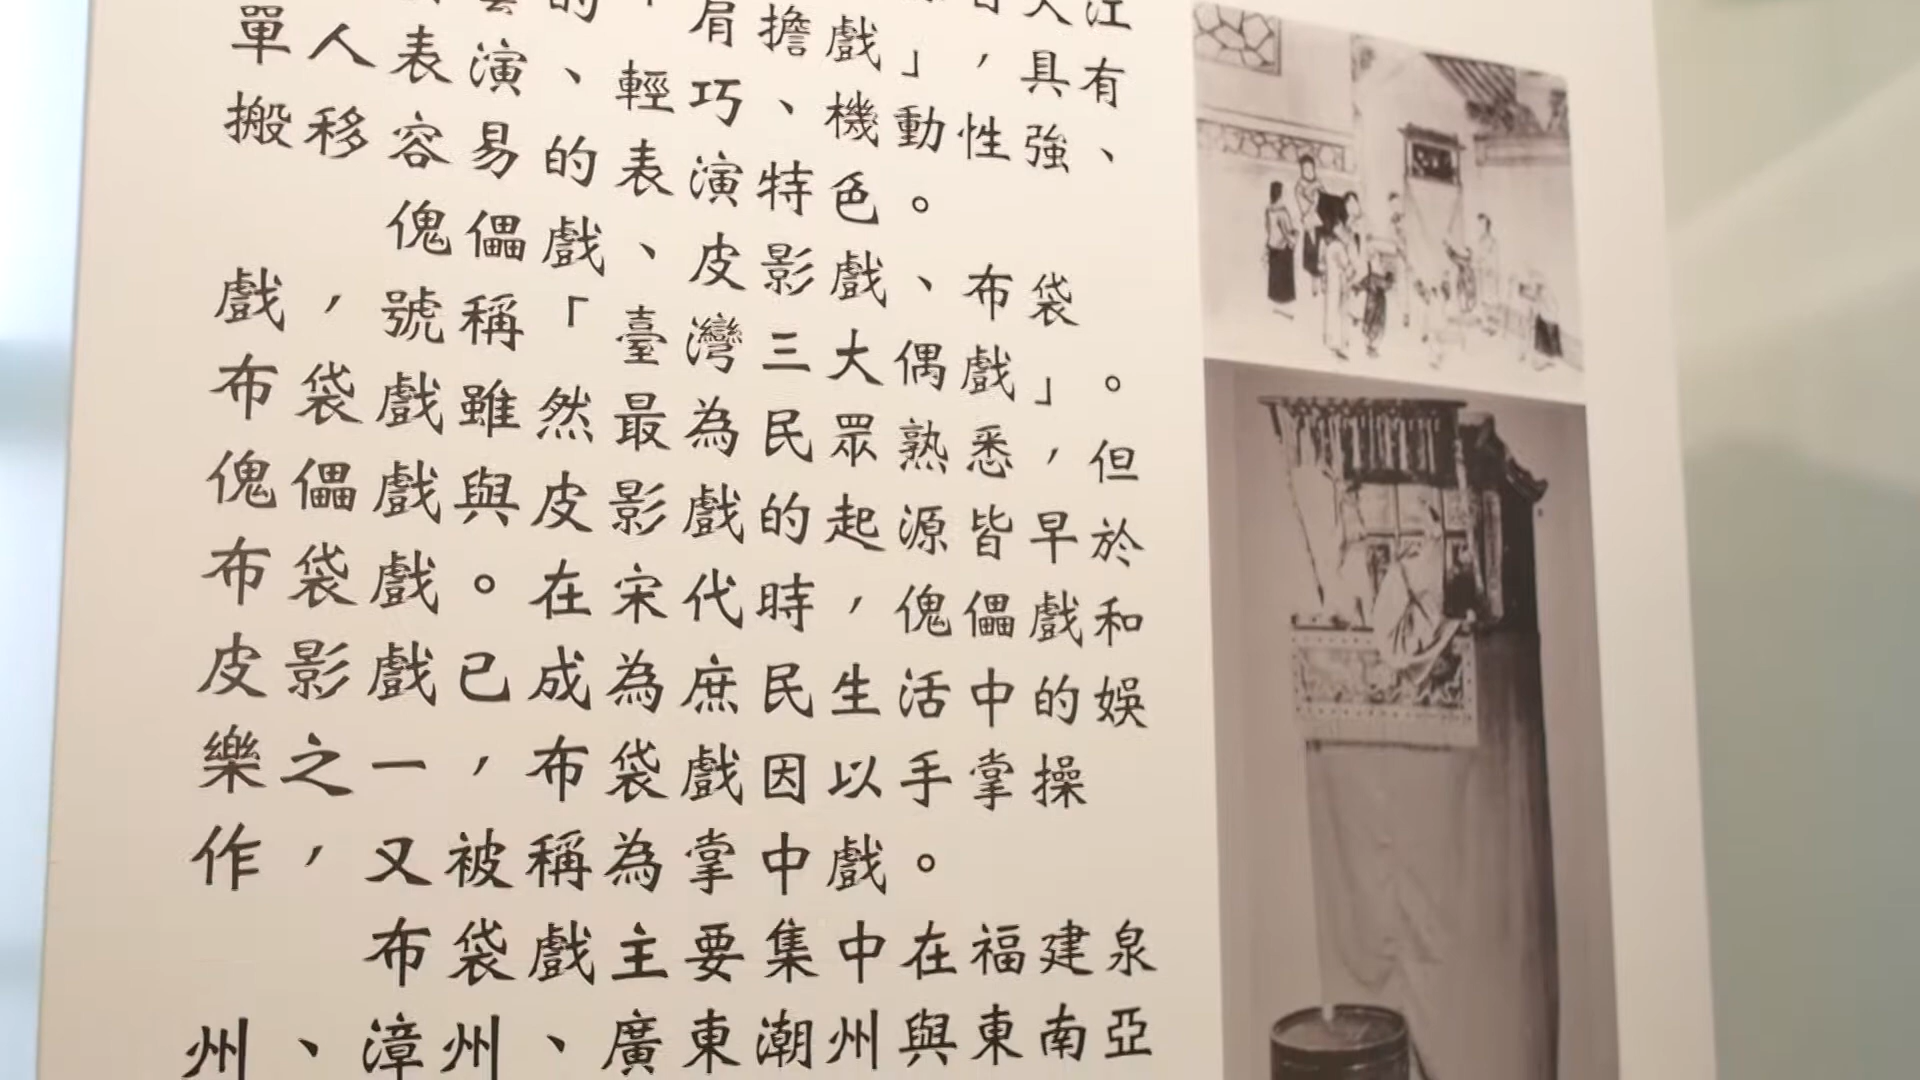 的「肩擔戲」，具有
單人表演、輕巧、機動性強、
搬移容易的表演特色。
傀儡戲、皮影戲、布袋
戲，號稱「臺灣三大偶戲」。
布袋戲雖然最為民眾熟悉，但
傀儡戲與皮影戲的起源皆早於
布袋戲。在宋代時，傀儡戲和
皮影戲已成為庶民生活中的娛
樂之一，布袋戲因以手掌操
作，又被稱為掌中戲。
布袋戲主要集中在福建泉
州、漳州、廣東潮州與東南亞